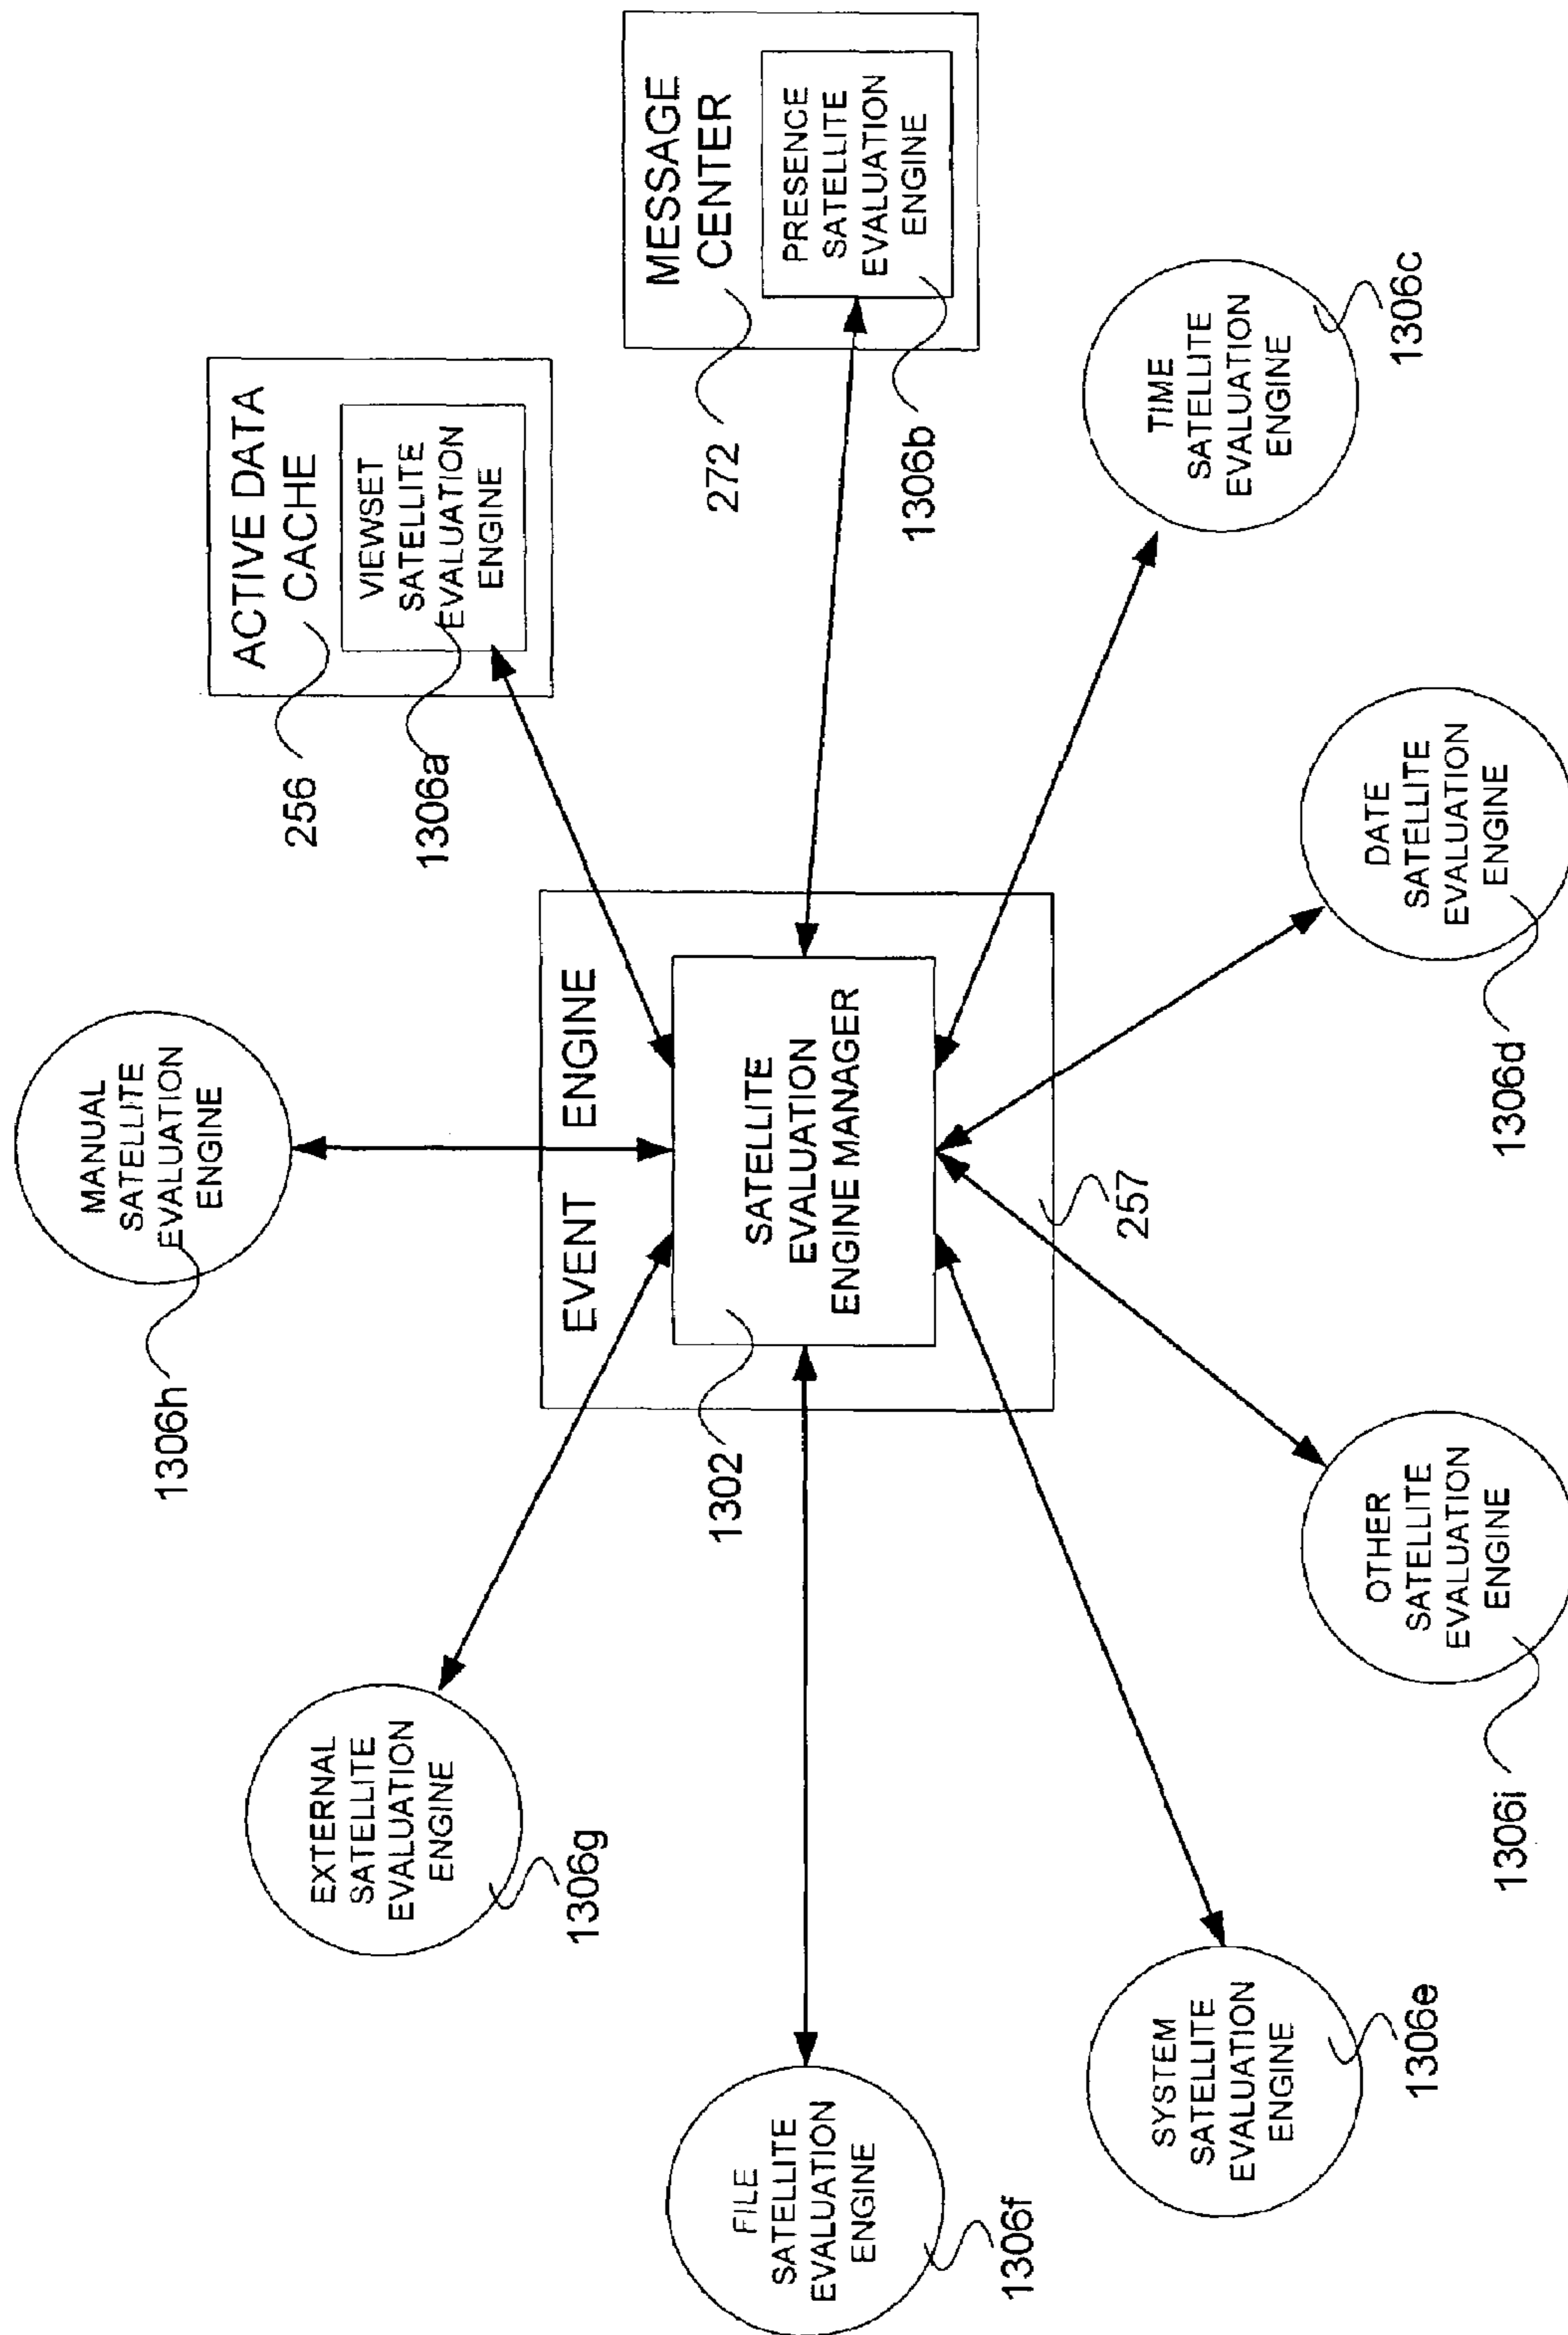 MANUAL
SATELLITE
EVALUATION
ENGINE
1306h
ACTIVE DATA
CACHE
VIEWSET
SATELLITE
EVALUATION
ENGINE
256
1306a
MESSAGE
CENTER
PRESENCE
SATELLITE
EVALUATION
ENGINE
272
1306b
TIME
SATELLITE
EVALUATION
ENGINE
1306c
DATE
SATELLITE
EVALUATION
ENGINE
1306d
OTHER
SATELLITE
EVALUATION
ENGINE
1306i
SYSTEM
SATELLITE
EVALUATION
ENGINE
1306e
FILE
SATELLITE
EVALUATION
ENGINE
1306f
EXTERNAL
SATELLITE
EVALUATION
ENGINE
1306g
EVENT ENGINE
SATELLITE
EVALUATION
ENGINE MANAGER
1302
257